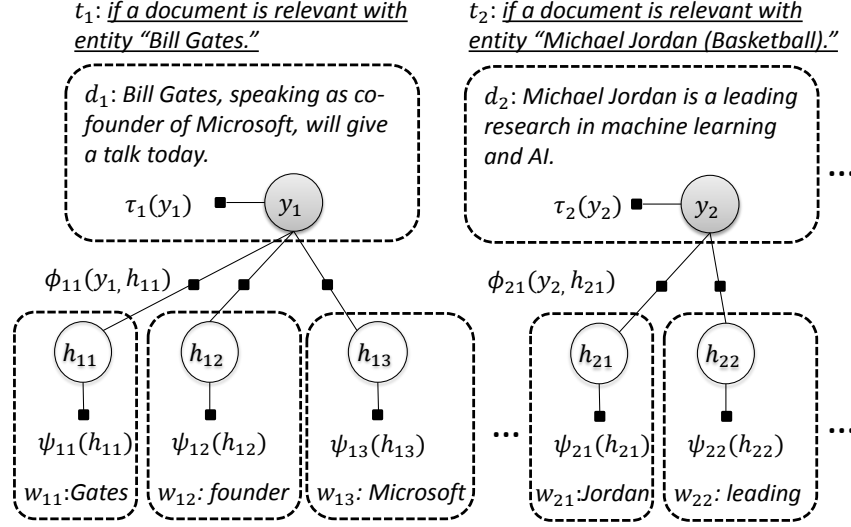 t₁: if a document is relevant with
entity “Bill Gates.”
d₁: Bill Gates, speaking as co-
founder of Microsoft, will give
a talk today.
τ₁(y₁)
y₁
ϕ₁₁(y₁, h₁₁)
h₁₁
h₁₂
h₁₃
ψ₁₁(h₁₁)
ψ₁₂(h₁₂)
ψ₁₃(h₁₃)
w₁₁:Gates
w₁₂: founder
w₁₃: Microsoft
...
t₂: if a document is relevant with
entity “Michael Jordan (Basketball).”
d₂: Michael Jordan is a leading
research in machine learning
and AI.
...
τ₂(y₂)
y₂
ϕ₂₁(y₂, h₂₁)
h₂₁
h₂₂
ψ₂₁(h₂₁)
ψ₂₂(h₂₂)
...
w₂₁:Jordan
w₂₂: leading